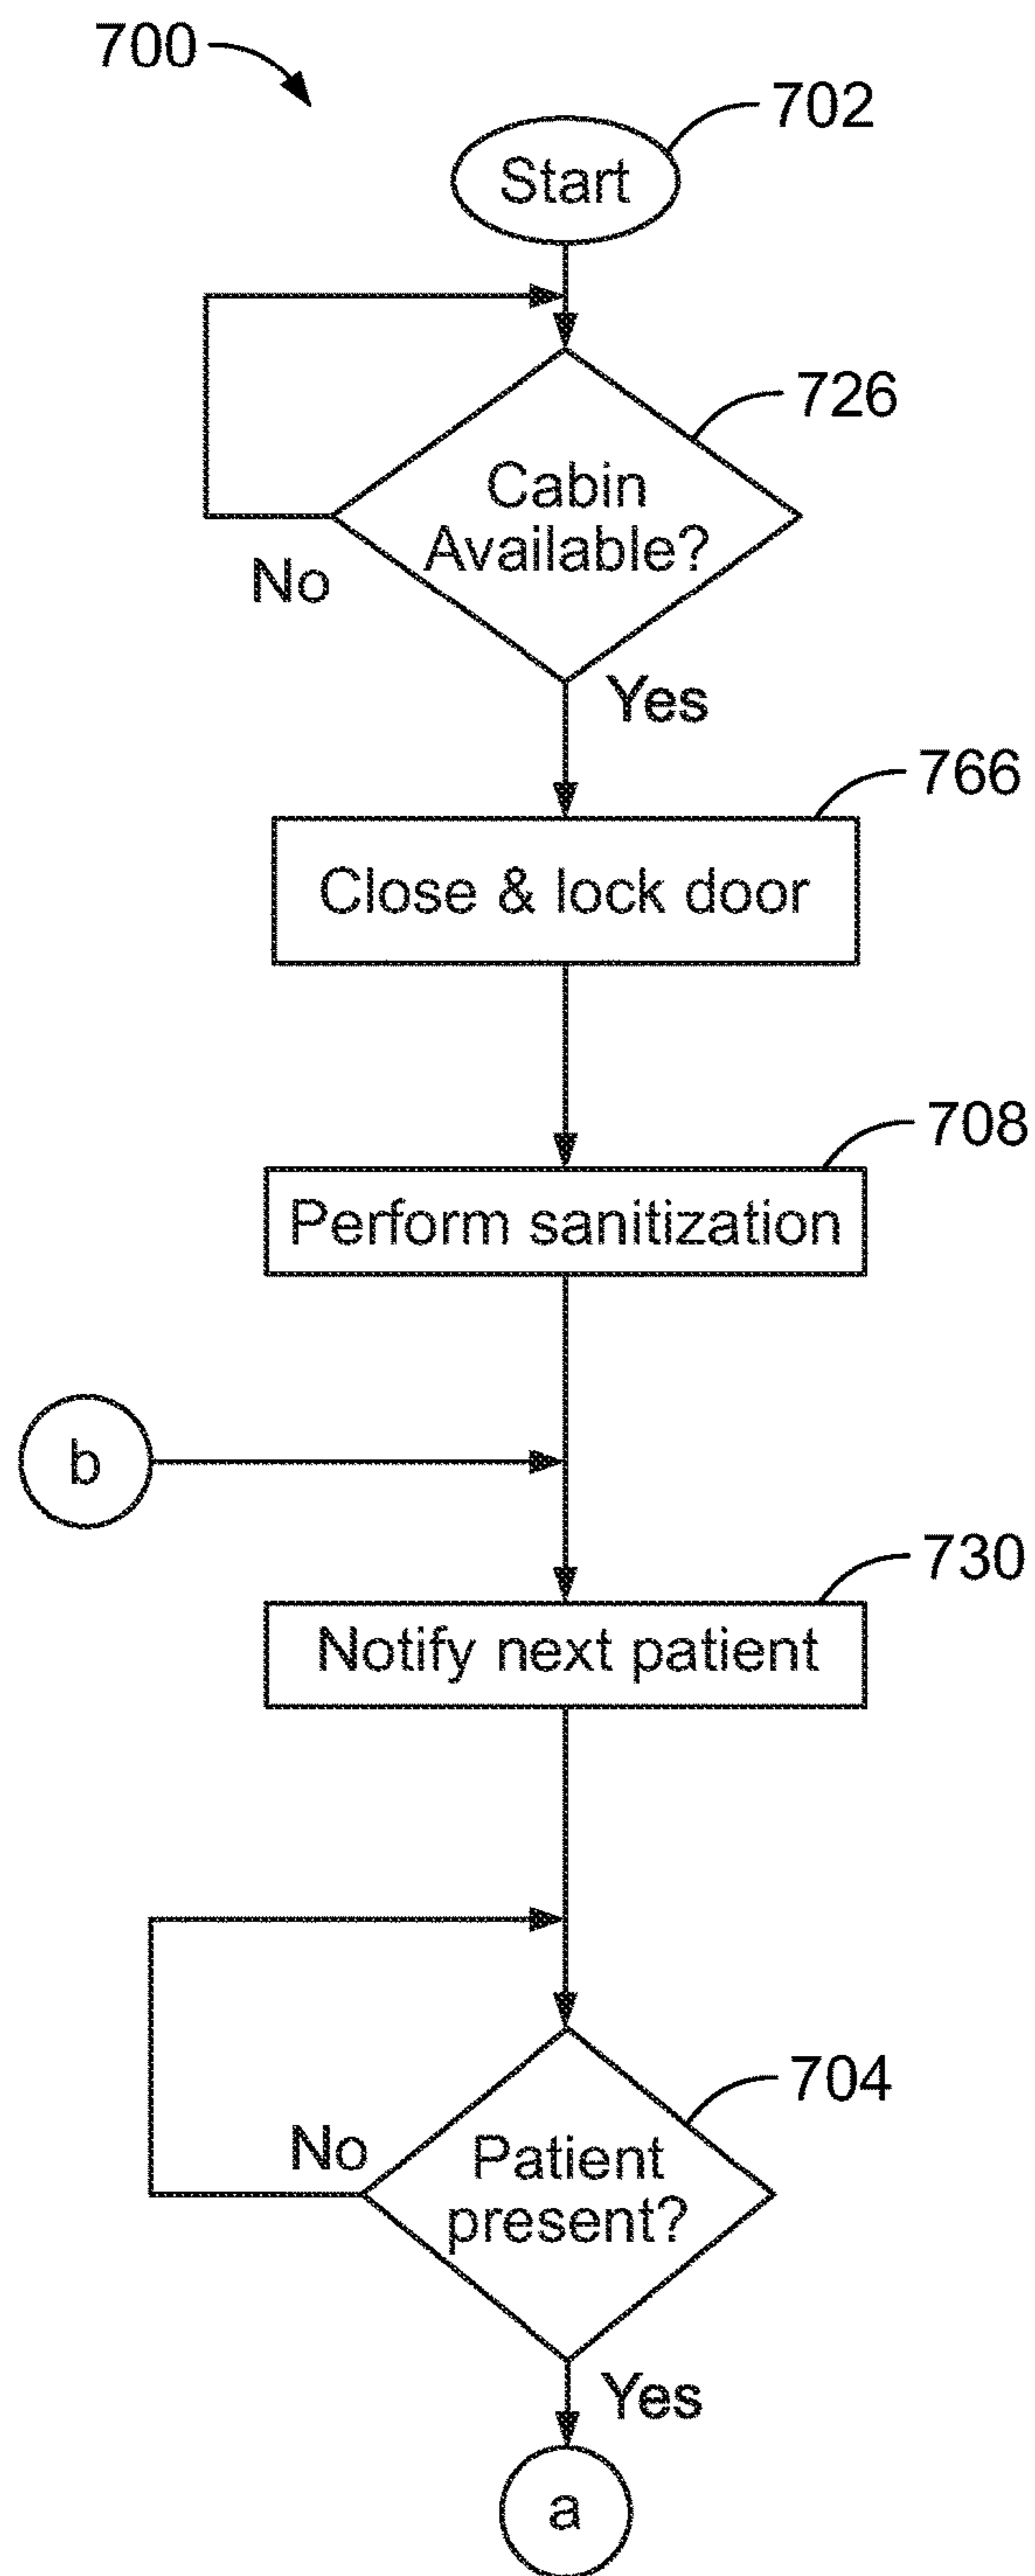 700
702
Start
726
Cabin
Available?
No
Yes
766
Close & lock door
708
Perform sanitization
b
730
Notify next patient
704
No
Patient
present?
Yes
a